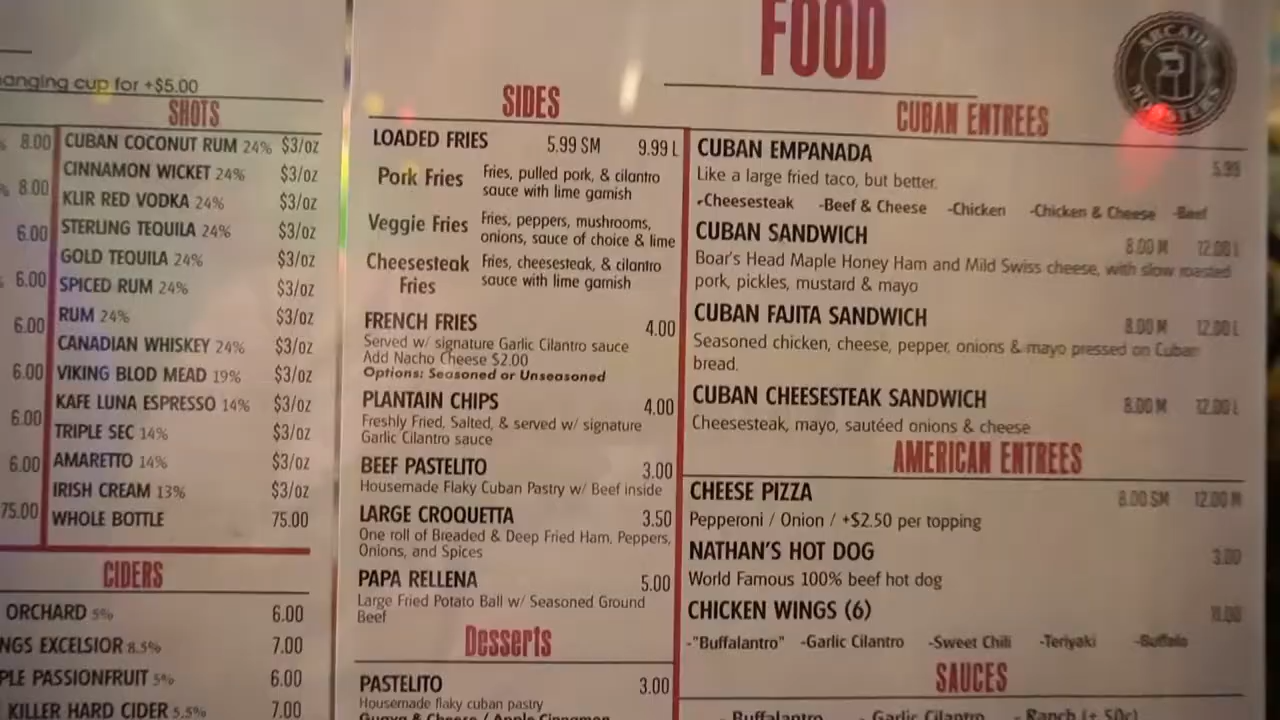 anging cup for +$5.00
SHOTS
8.00
CUBAN COCONUT RUM 24% $3/oz
CINNAMON WICKET 24% $3/oz
% 8.00
KLIR RED VODKA 24% $3/oz
6.00
STERLING TEQUILA 24% $3/oz
GOLD TEQUILA 24% $3/oz
6.00
SPICED RUM 24% $3/oz
RUM 24% $3/oz
6.00
CANADIAN WHISKEY 24% $3/oz
6.00
VIKING BLOD MEAD 19% $3/oz
KAFE LUNA ESPRESSO 14% $3/oz
6.00
TRIPLE SEC 14% $3/oz
6.00
AMARETTO 14% $3/oz
IRISH CREAM 13% $3/oz
75.00
WHOLE BOTTLE 75.00
CIDERS
ORCHARD 5% 6.00
NGS EXCELSIOR 8.5% 7.00
PLE PASSIONFRUIT 5% 6.00
KILLER HARD CIDER 5.5% 7.00
FOOD
SIDES
LOADED FRIES 5.99 SM 9.99 L
Pork Fries Fries, pulled pork, & cilantro
sauce with lime garnish
Veggie Fries Fries, peppers, mushrooms,
onions, sauce of choice & lime
Cheesesteak Fries, cheesesteak, & cilantro
Fries sauce with lime garnish
FRENCH FRIES 4.00
Served w/ signature Garlic Cilantro sauce
Add Nacho Cheese $2.00
Options: Seasoned or Unseasoned
PLANTAIN CHIPS 4.00
Freshly Fried, Salted, & served w/ signature
Garlic Cilantro sauce
BEEF PASTELITO 3.00
Housemade Flaky Cuban Pastry w/ Beef inside
LARGE CROQUETTA 3.50
One roll of Breaded & Deep Fried Ham, Peppers,
Onions, and Spices
PAPA RELLENA 5.00
Large Fried Potato Ball w/ Seasoned Ground
Beef
Desserts
PASTELITO 3.00
Housemade flaky cuban pastry
Guava & Cheese / Apple Cinnamon
ARCADE
MONSTERS
CUBAN ENTREES
CUBAN EMPANADA 5.99
Like a large fried taco, but better.
-Cheesesteak -Beef & Cheese -Chicken -Chicken & Cheese -Beef
CUBAN SANDWICH 8.00 M 12.00 L
Boar's Head Maple Honey Ham and Mild Swiss cheese, with slow roasted
pork, pickles, mustard & mayo
CUBAN FAJITA SANDWICH 8.00 M 12.00 L
Seasoned chicken, cheese, pepper, onions & mayo pressed on Cuban
bread.
CUBAN CHEESESTEAK SANDWICH 8.00 M 12.00 L
Cheesesteak, mayo, sautéed onions & cheese
AMERICAN ENTREES
CHEESE PIZZA 8.00 SM 12.00 M
Pepperoni / Onion / +$2.50 per topping
NATHAN'S HOT DOG 3.00
World Famous 100% beef hot dog
CHICKEN WINGS (6) 11.00
-"Buffalantro" -Garlic Cilantro -Sweet Chili -Teriyaki -Buffalo
SAUCES
- Buffalantro - Garlic Cilantro - Ranch (+ 50c)